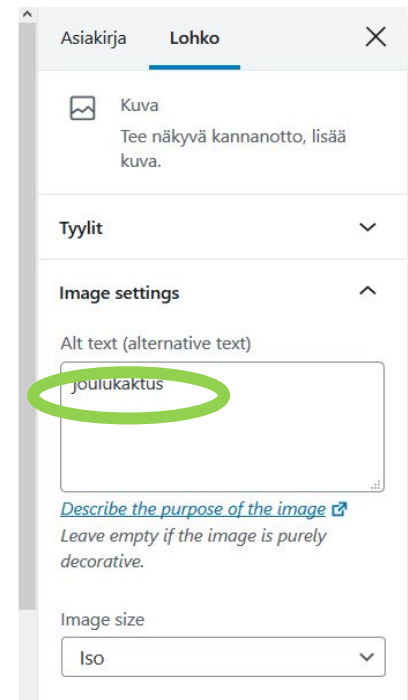 Asiakirja Lohko
Kuva
Tee näkyvä kannanotto, lisää
kuva.
Tyylit
Image settings
Alt text (alternative text)
joulukaktus
Describe the purpose of the image
Leave empty if the image is purely
decorative.
Image size
Iso